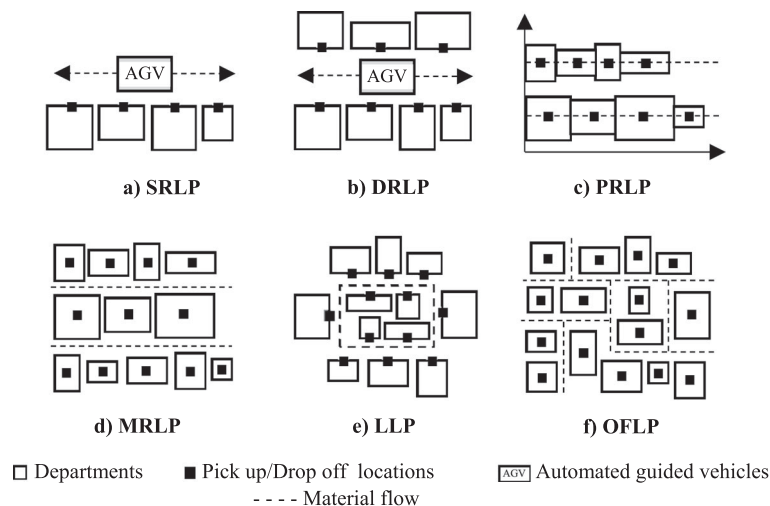 AGV
AGV
a) SRLP
b) DRLP
c) PRLP
d) MRLP
e) LLP
f) OFLP
Departments
Pick up/Drop off locations
AGV Automated guided vehicles
---- Material flow